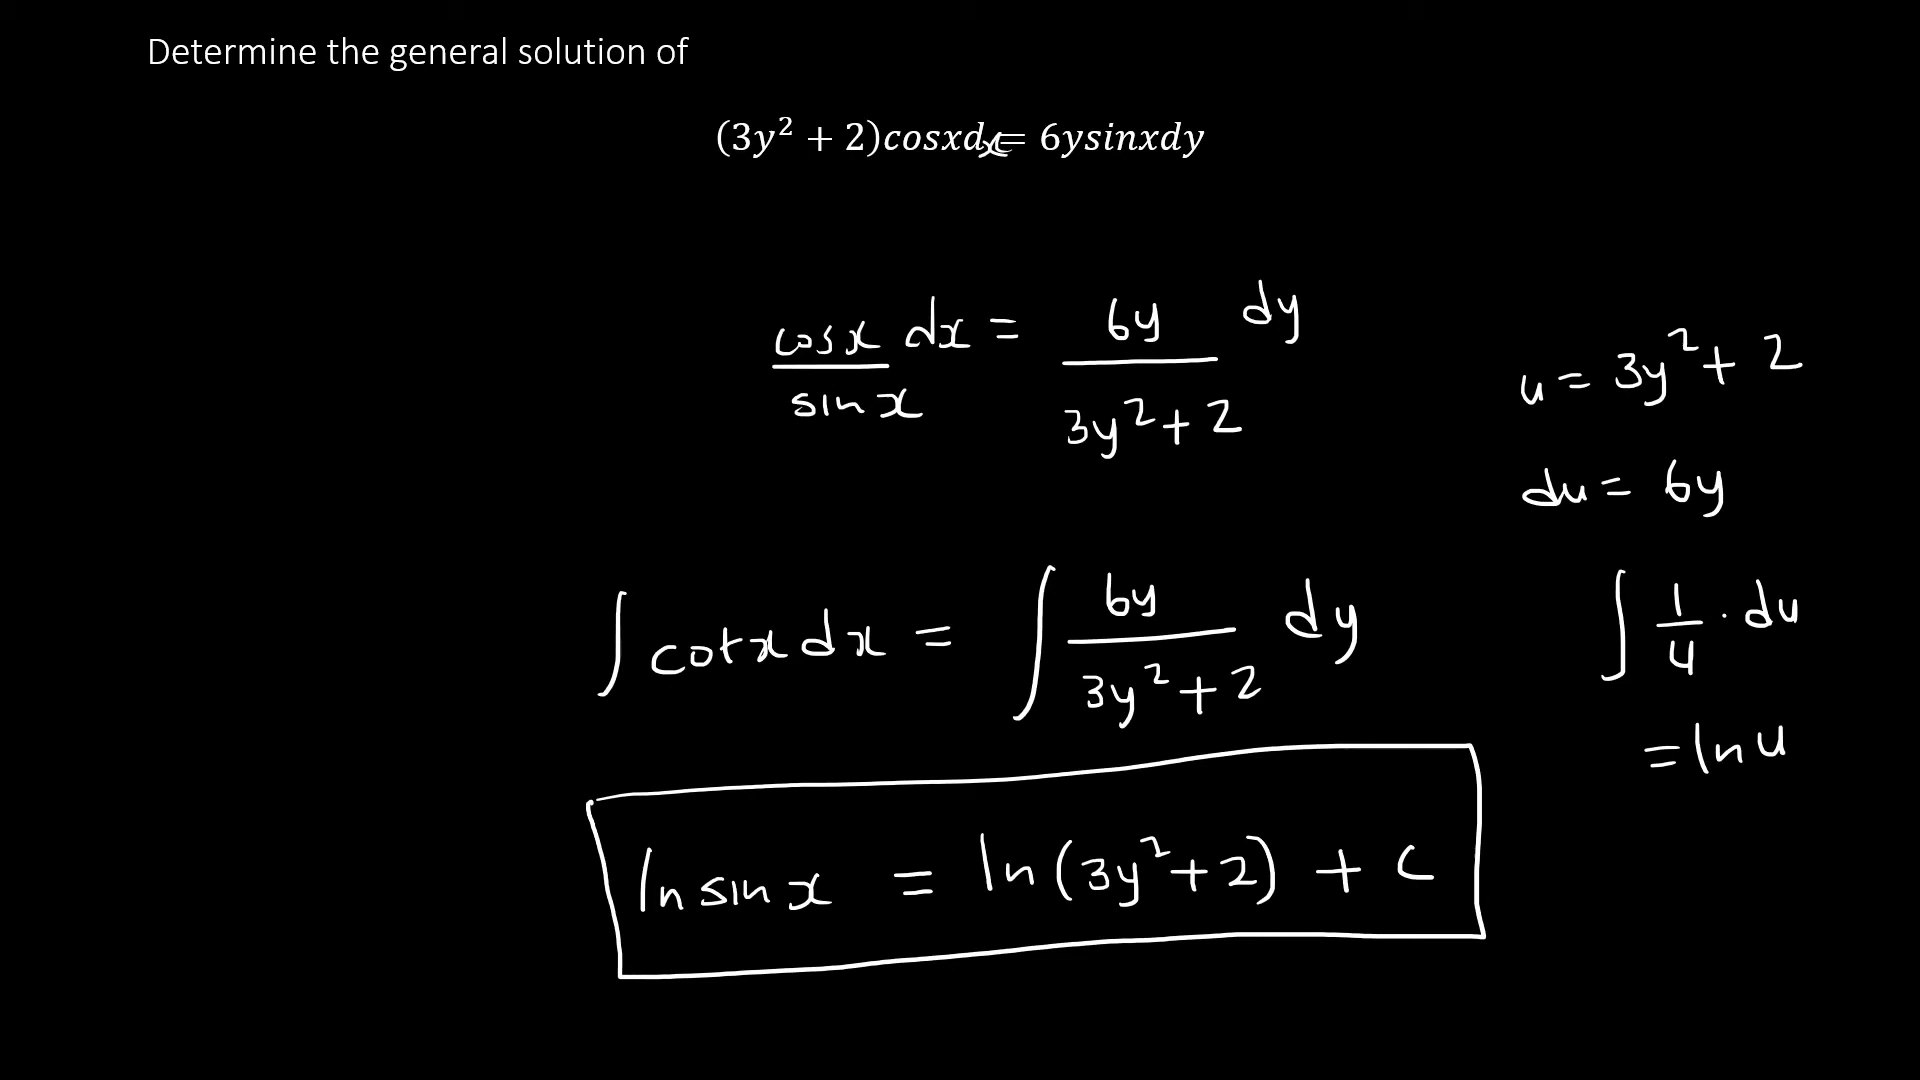 Determine the general solution of
(3y² + 2)cosxdx = 6ysinxdy
cosx/sinx dx = 6y/(3y² + 2) dy
u = 3y² + 2
du = 6y
∫ cotx dx = ∫ 6y/(3y² + 2) dy
∫ 1/4 · du
= ln u
ln sin x = ln (3y² + 2) + c